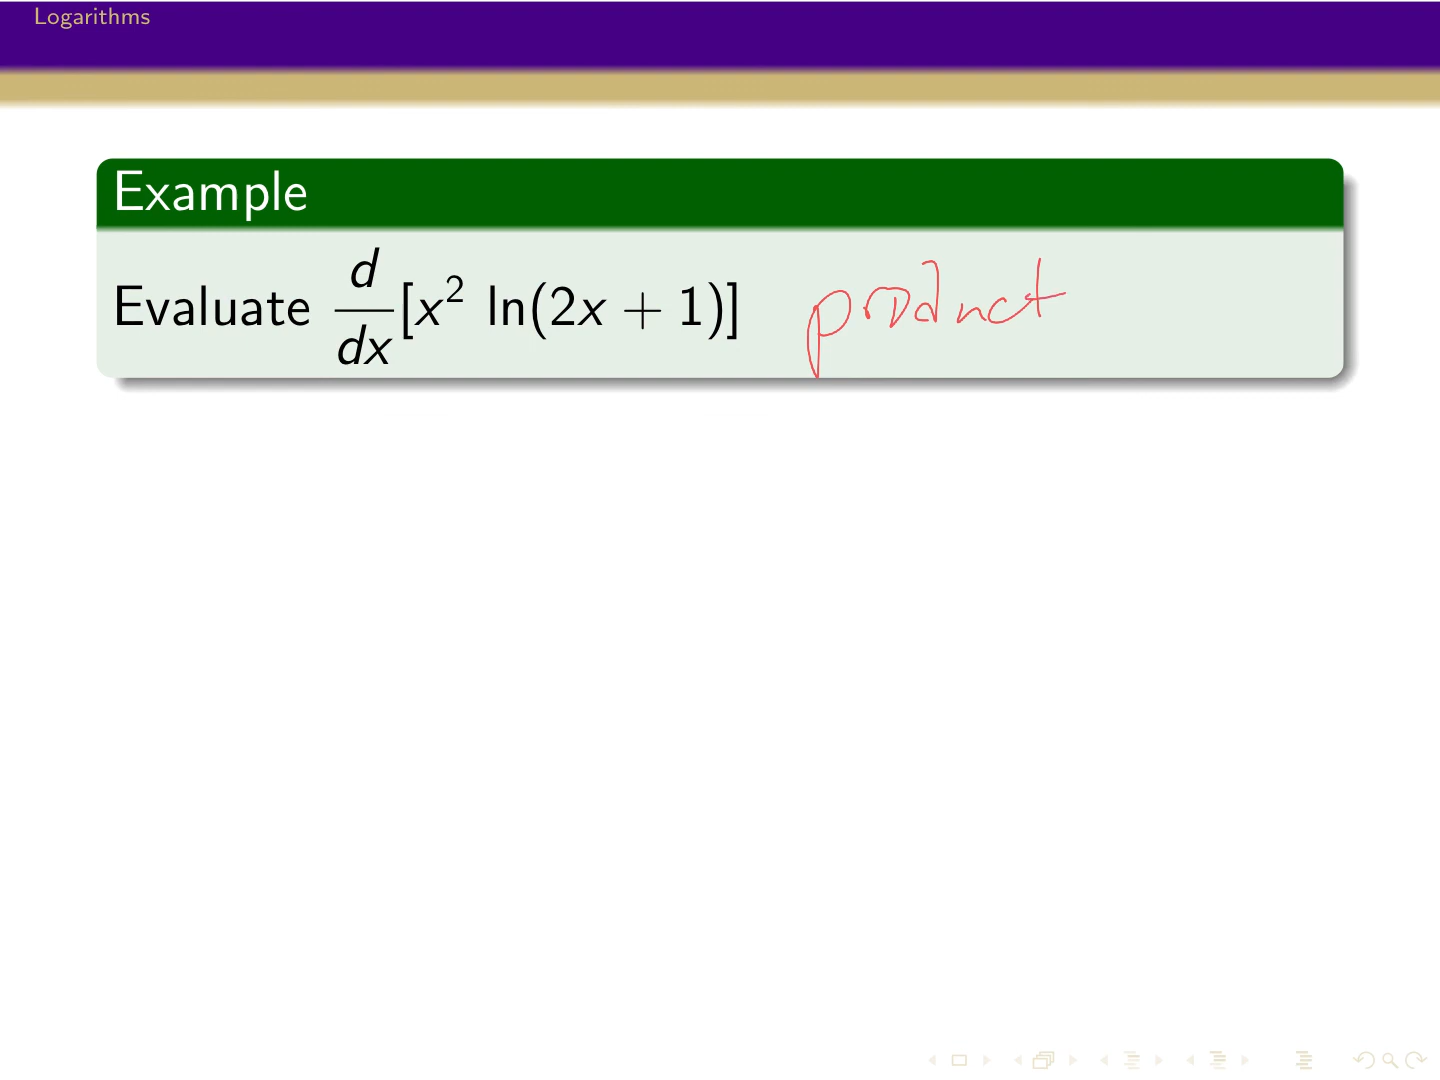 Logarithms
Example
Evaluate d/dx [x² ln(2x + 1)] product